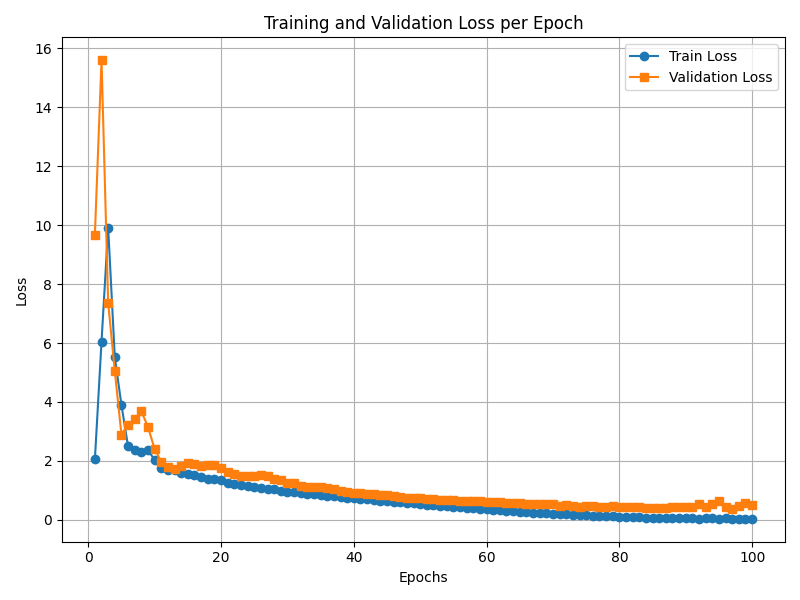 Training and Validation Loss per Epoch
Train Loss
Validation Loss
16
14
12
10
8
6
4
2
0
Loss
0 20 40 60 80 100
Epochs